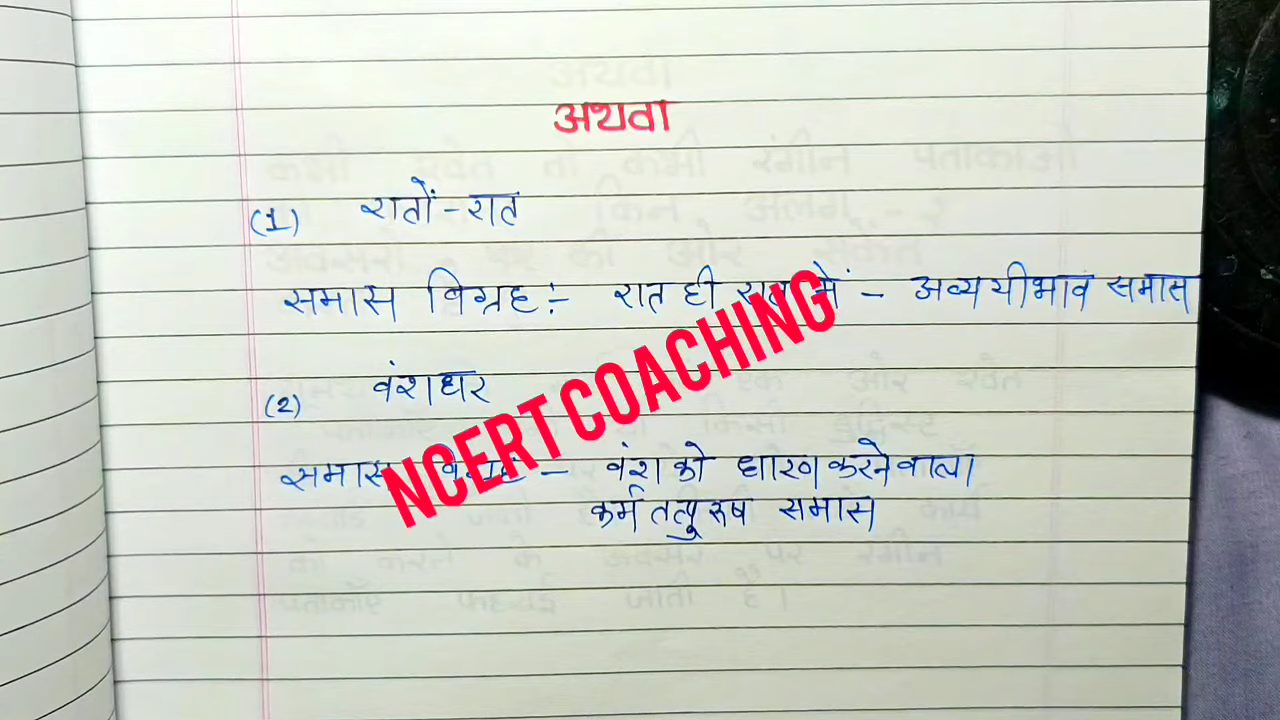 अथवा
(1) रातों-रात
समास विग्रह:- रात ही रात में - अव्ययीभाव समास
(2) वंशधर
समास विग्रह - वंश को धारण करने वाला
कर्म तत्पुरुष समास
NCERT COACHING